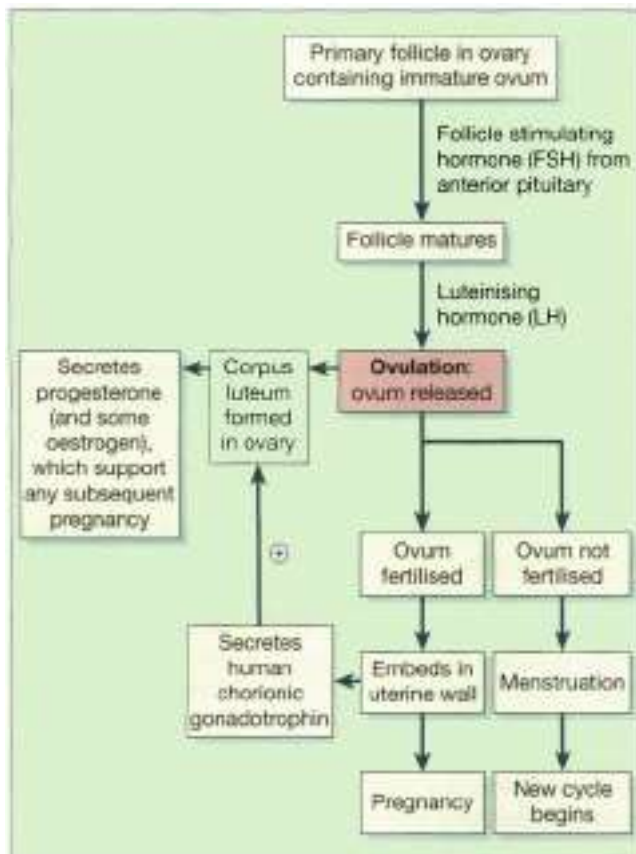 Primary follicle in ovary
containing immature ovum
Follicle stimulating
hormone (FSH) from
anterior pituitary
Follicle matures
Luteinising
hormone (LH)
Secretes
progesterone
(and some
oestrogen),
which support
any subsequent
pregnancy
Corpus
luteum
formed
in ovary
Ovulation:
ovum released
+
Ovum
fertilised
Ovum not
fertilised
Secretes
human
chorionic
gonadotrophin
Embeds in
uterine wall
Menstruation
Pregnancy
New cycle
begins